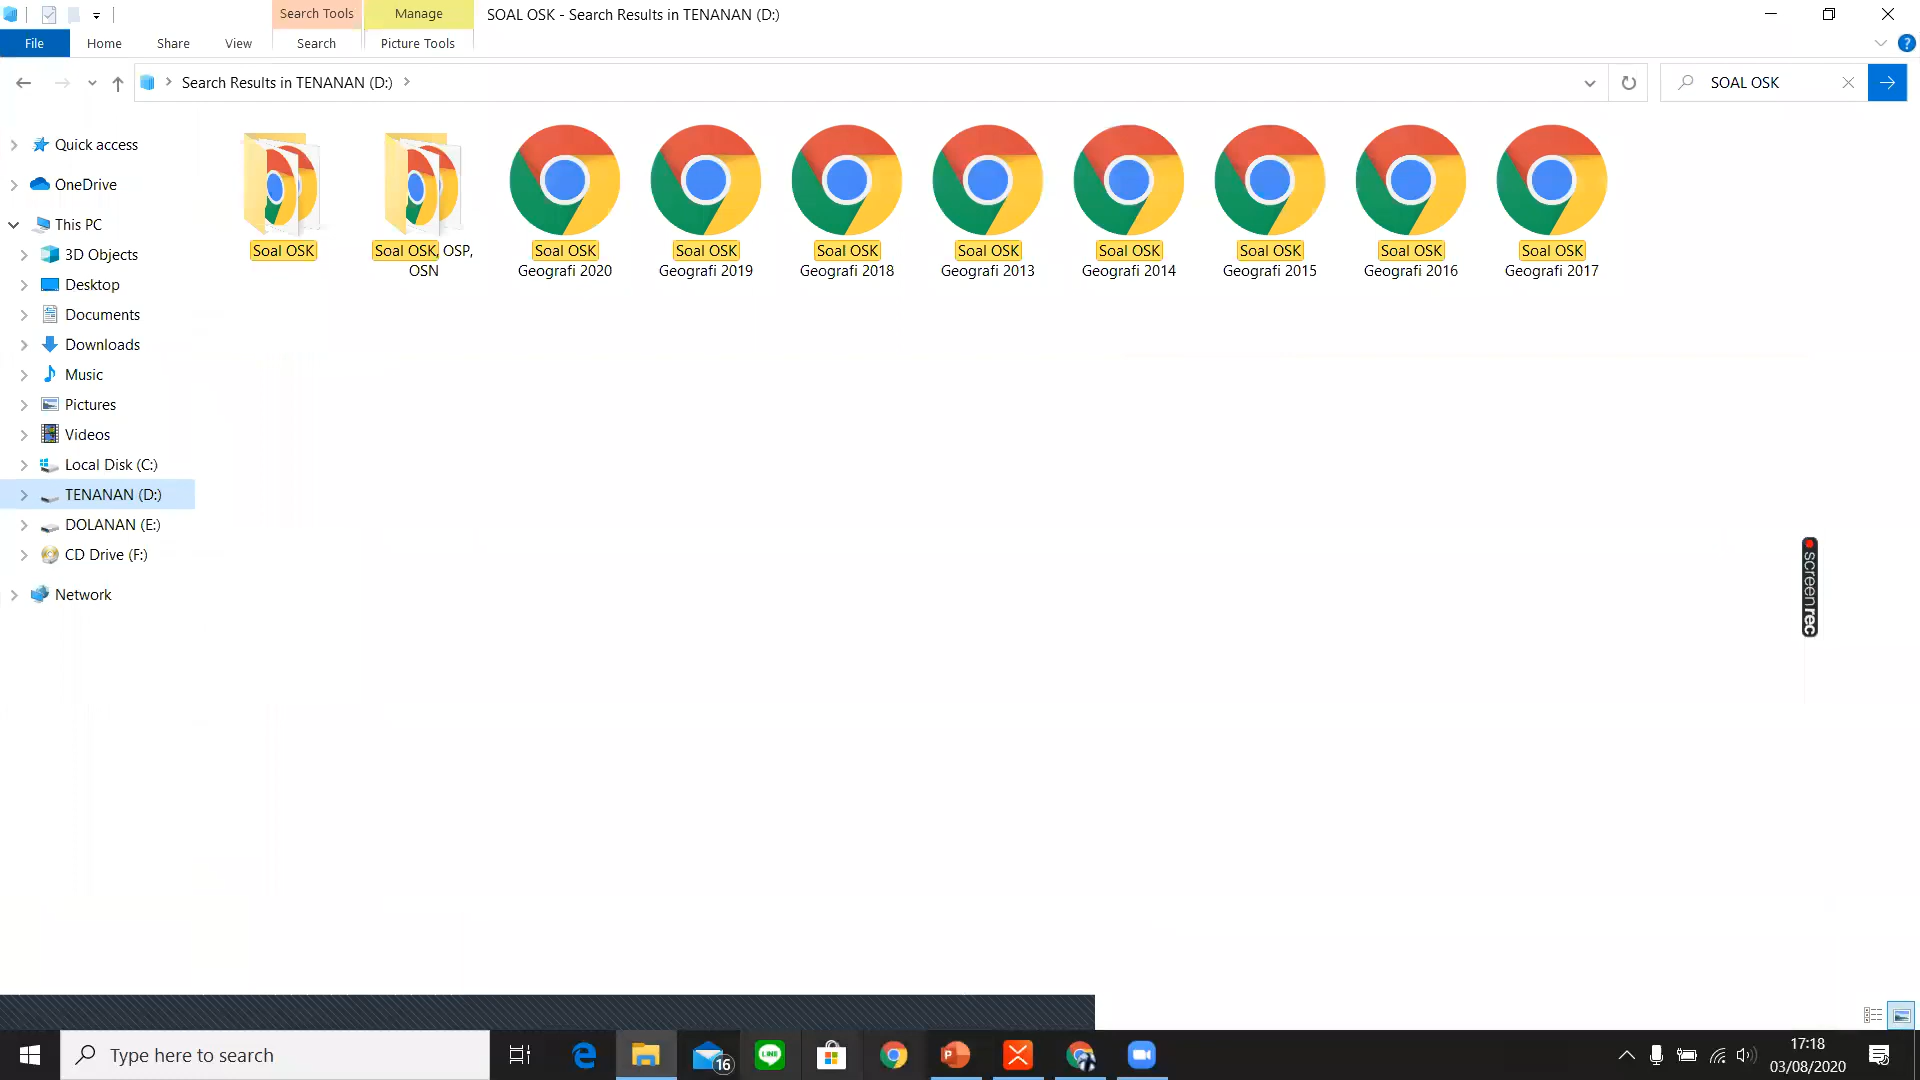 Search Tools
Manage
SOAL OSK - Search Results in TENANAN (D:)
File
Home
Share
View
Search
Picture Tools
Search Results in TENANAN (D:)
SOAL OSK
Quick access
OneDrive
This PC
3D Objects
Desktop
Documents
Downloads
Music
Pictures
Videos
Local Disk (C:)
TENANAN (D:)
DOLANAN (E:)
CD Drive (F:)
Network
Soal OSK
Soal OSK, OSP,
OSN
Soal OSK
Geografi 2020
Soal OSK
Geografi 2019
Soal OSK
Geografi 2018
Soal OSK
Geografi 2013
Soal OSK
Geografi 2014
Soal OSK
Geografi 2015
Soal OSK
Geografi 2016
Soal OSK
Geografi 2017
screenrec
Type here to search
16
LINE
P
17:18
03/08/2020